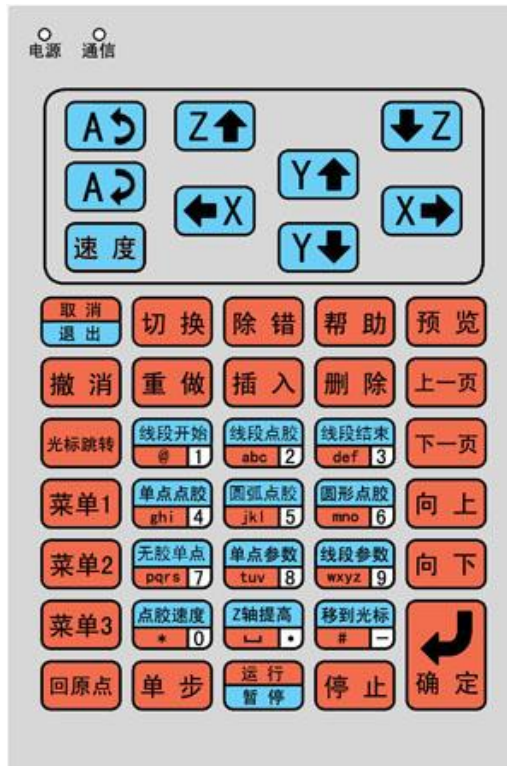 电源 通信
A Z Z
A Y
X X
速度 Y
取消
退出
切换 除错 帮助 预览
撤消 重做 插入 删除 上一页
光标跳转
线段开始
@ 1
线段点胶
abc 2
线段结束
def 3
下一页
菜单1
单点点胶
ghi 4
圆弧点胶
jkl 5
圆形点胶
mno 6
向上
菜单2
无胶单点
pqrs 7
单点参数
tuv 8
线段参数
wxyz 9
向下
菜单3
点胶速度
* 0
Z轴提高
␣ •
移到光标
# -
确定
回原点 单步
运行
暂停
停止